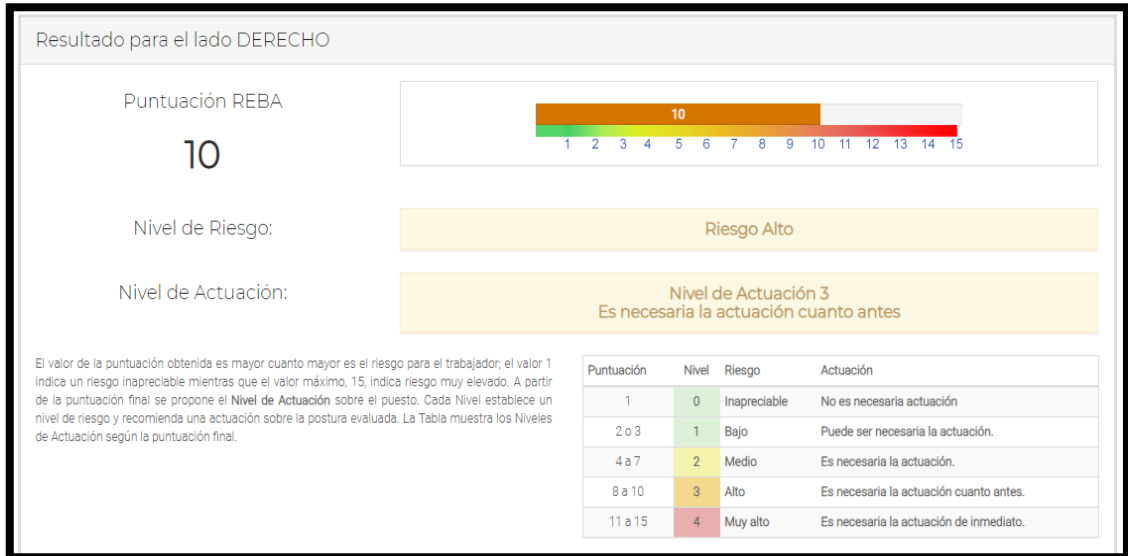 Resultado para el lado DERECHO
Puntuación REBA
10
10
1 2 3 4 5 6 7 8 9 10 11 12 13 14 15
Nivel de Riesgo:
Riesgo Alto
Nivel de Actuación:
Nivel de Actuación 3
Es necesaria la actuación cuanto antes
El valor de la puntuación obtenida es mayor cuanto mayor es el riesgo para el trabajador; el valor 1
indica un riesgo inapreciable mientras que el valor máximo, 15, indica riesgo muy elevado. A partir
de la puntuación final se propone el Nivel de Actuación sobre el puesto. Cada Nivel establece un
nivel de riesgo y recomienda una actuación sobre la postura evaluada. La Tabla muestra los Niveles
de Actuación según la puntuación final.
Puntuación Nivel Riesgo Actuación
1 0 Inapreciable No es necesaria actuación
2 o 3 1 Bajo Puede ser necesaria la actuación.
4 a 7 2 Medio Es necesaria la actuación.
8 a 10 3 Alto Es necesaria la actuación cuanto antes.
11 a 15 4 Muy alto Es necesaria la actuación de inmediato.